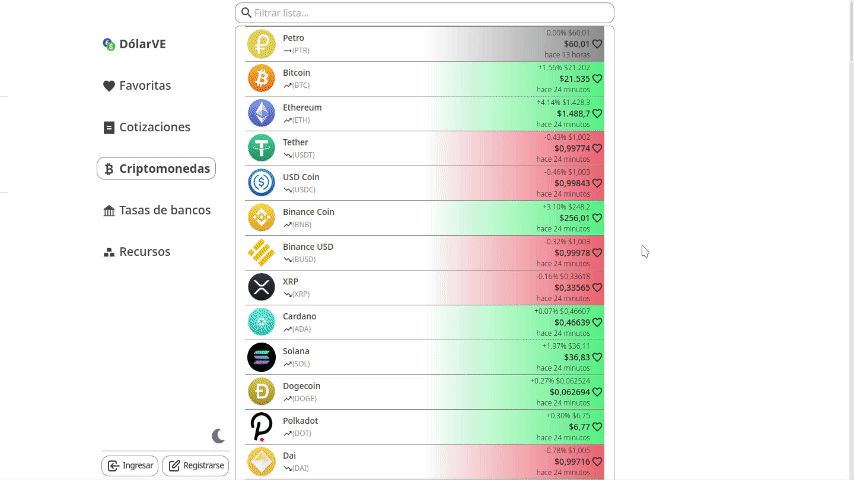 Filtrar lista...
DólarVE
Favoritas
Cotizaciones
Criptomonedas
Tasas de bancos
Recursos
Ingresar
Registrarse
Petro
(PTR)
0.00% $60,01
$60,01
hace 13 horas
Bitcoin
(BTC)
+1.56% $21.202
$21.535
hace 24 minutos
Ethereum
(ETH)
+4.14% $1.428,3
$1.488,7
hace 24 minutos
Tether
(USDT)
-0.43% $1,002
$0,99774
hace 24 minutos
USD Coin
(USDC)
-0.46% $1,003
$0,99843
hace 24 minutos
Binance Coin
(BNB)
+3.10% $248,2
$256,01
hace 24 minutos
Binance USD
(BUSD)
-0.32% $1,003
$0,99978
hace 24 minutos
XRP
(XRP)
-0.16% $0,33618
$0,33565
hace 24 minutos
Cardano
(ADA)
+0.07% $0,46607
$0,46639
hace 24 minutos
Solana
(SOL)
+1.97% $36,11
$36,83
hace 24 minutos
Dogecoin
(DOGE)
+0.27% $0,062524
$0,062694
hace 24 minutos
Polkadot
(DOT)
+0.30% $6,75
$6,77
hace 24 minutos
Dai
(DAI)
-0.78% $1,005
$0,99716
hace 24 minutos